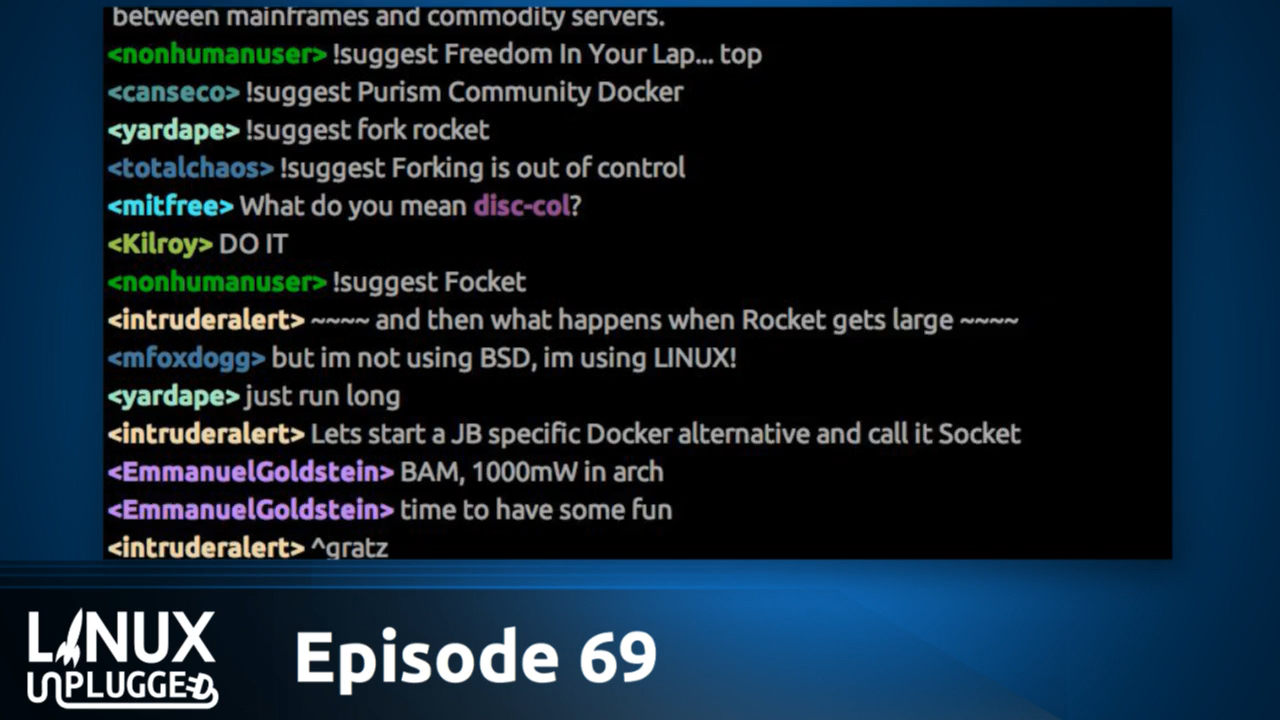 between mainframes and commodity servers.
<nonhumanuser> !suggest Freedom In Your Lap... top
<canseco> !suggest Purism Community Docker
<yardape> !suggest fork rocket
<totalchaos> !suggest Forking is out of control
<mitfree> What do you mean disc-col?
<Kilroy> DO IT
<nonhumanuser> !suggest Focket
<intruderalert> ~~~~ and then what happens when Rocket gets large ~~~~
<mfoxdogg> but im not using BSD, im using LINUX!
<yardape> just run long
<intruderalert> Lets start a JB specific Docker alternative and call it Socket
<EmmanuelGoldstein> BAM, 1000mW in arch
<EmmanuelGoldstein> time to have some fun
<intruderalert> ^gratz
LINUX
UNPLUGGED
Episode 69